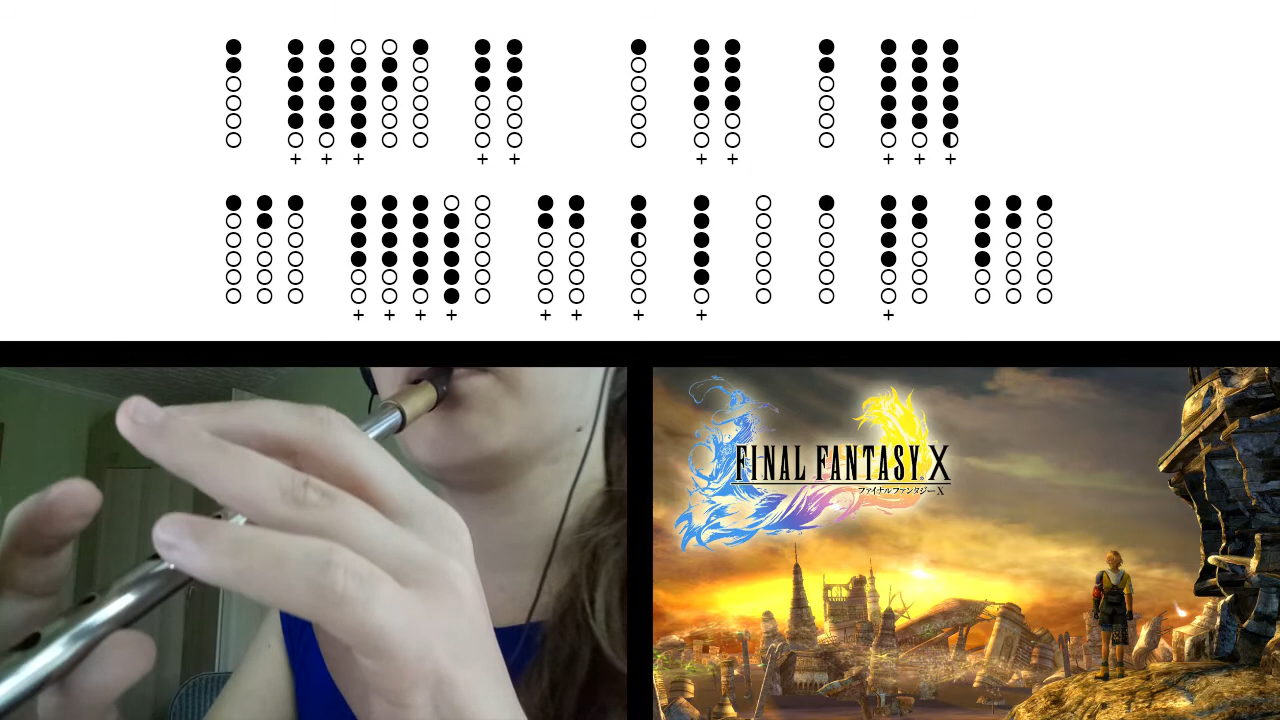 + + + + + + + + + +
+ + + + + + + + + +
FINAL FANTASY X
ファイナルファンタジーX